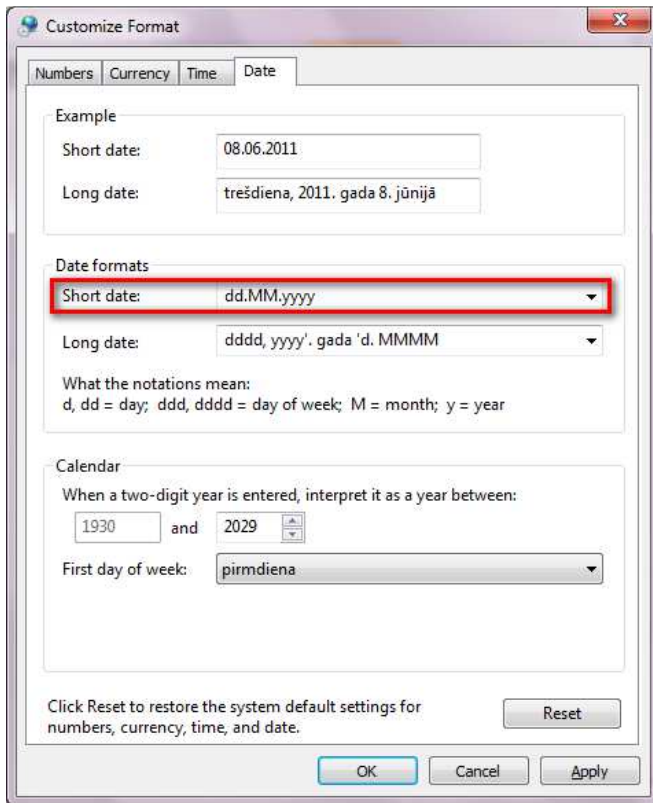 Customize Format
Numbers Currency Time Date
Example
Short date: 08.06.2011
Long date: trešdiena, 2011. gada 8. jūnijā
Date formats
Short date: dd.MM.yyyy
Long date: dddd, yyyy'. gada 'd. MMMM
What the notations mean:
d, dd = day; ddd, dddd = day of week; M = month; y = year
Calendar
When a two-digit year is entered, interpret it as a year between:
1930 and 2029
First day of week: pirmdiena
Click Reset to restore the system default settings for
numbers, currency, time, and date.
Reset
OK Cancel Apply